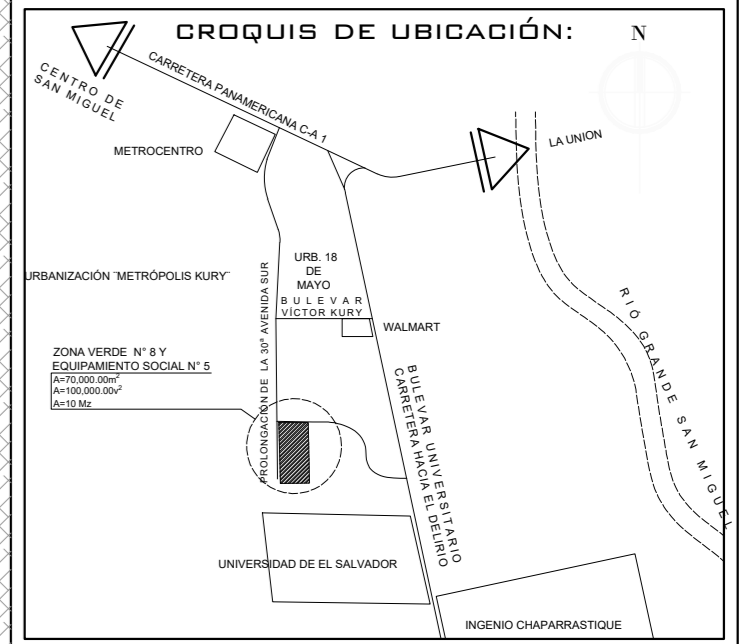 CROQUIS DE UBICACIÓN:
N
CENTRO DE
SAN MIGUEL
CARRETERA PANAMERICANA C-A 1
METROCENTRO
LA UNION
URBANIZACIÓN ¨METRÓPOLIS KURY¨
URB. 18
DE
MAYO
BULEVAR
VÍCTOR KURY
WALMART
PROLONGACIÓN DE LA 30ª AVENIDA SUR
ZONA VERDE N° 8 Y
EQUIPAMIENTO SOCIAL N° 5
A=70,000.00m²
A=100,000.00v²
A=10 Mz
BULEVAR UNIVERSITARIO
CARRETERA HACIA EL DELIRIO
RIÓ GRANDE SAN MIGUEL
UNIVERSIDAD DE EL SALVADOR
INGENIO CHAPARRASTIQUE